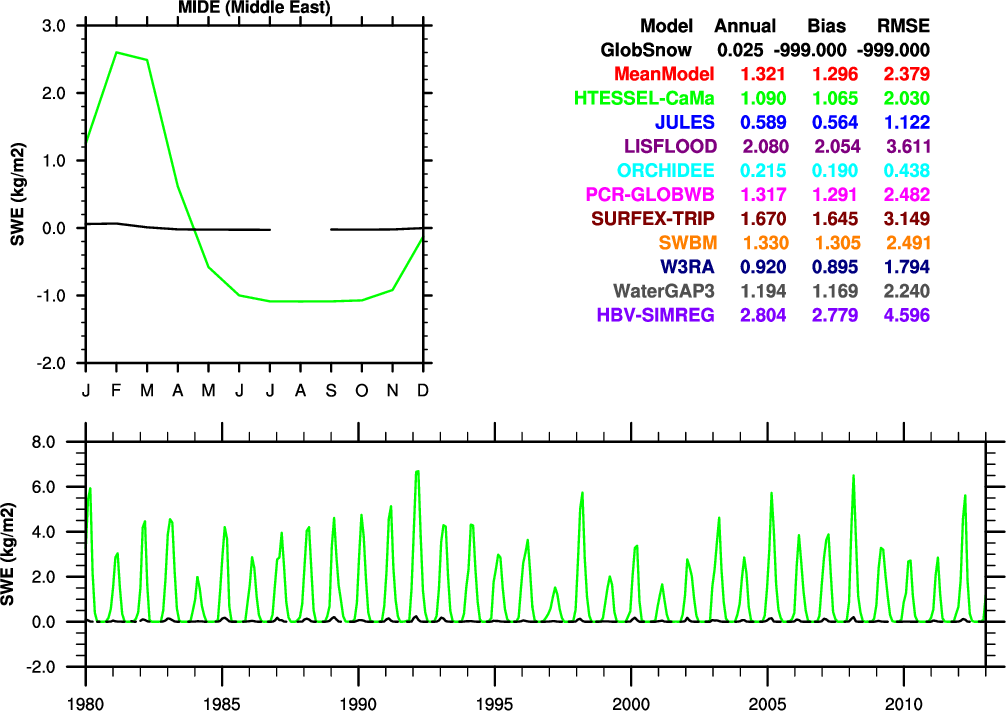 MIDE (Middle East)
3.0
2.0
1.0
0.0
-1.0
-2.0
SWE (kg/m2)
J F M A M J J A S O N D
Model Annual Bias RMSE
GlobSnow 0.025 -999.000 -999.000
MeanModel 1.321 1.296 2.379
HTESSEL-CaMa 1.090 1.065 2.030
JULES 0.589 0.564 1.122
LISFLOOD 2.080 2.054 3.611
ORCHIDEE 0.215 0.190 0.438
PCR-GLOBWB 1.317 1.291 2.482
SURFEX-TRIP 1.670 1.645 3.149
SWBM 1.330 1.305 2.491
W3RA 0.920 0.895 1.794
WaterGAP3 1.194 1.169 2.240
HBV-SIMREG 2.804 2.779 4.596
8.0
6.0
4.0
2.0
0.0
-2.0
SWE (kg/m2)
1980 1985 1990 1995 2000 2005 2010